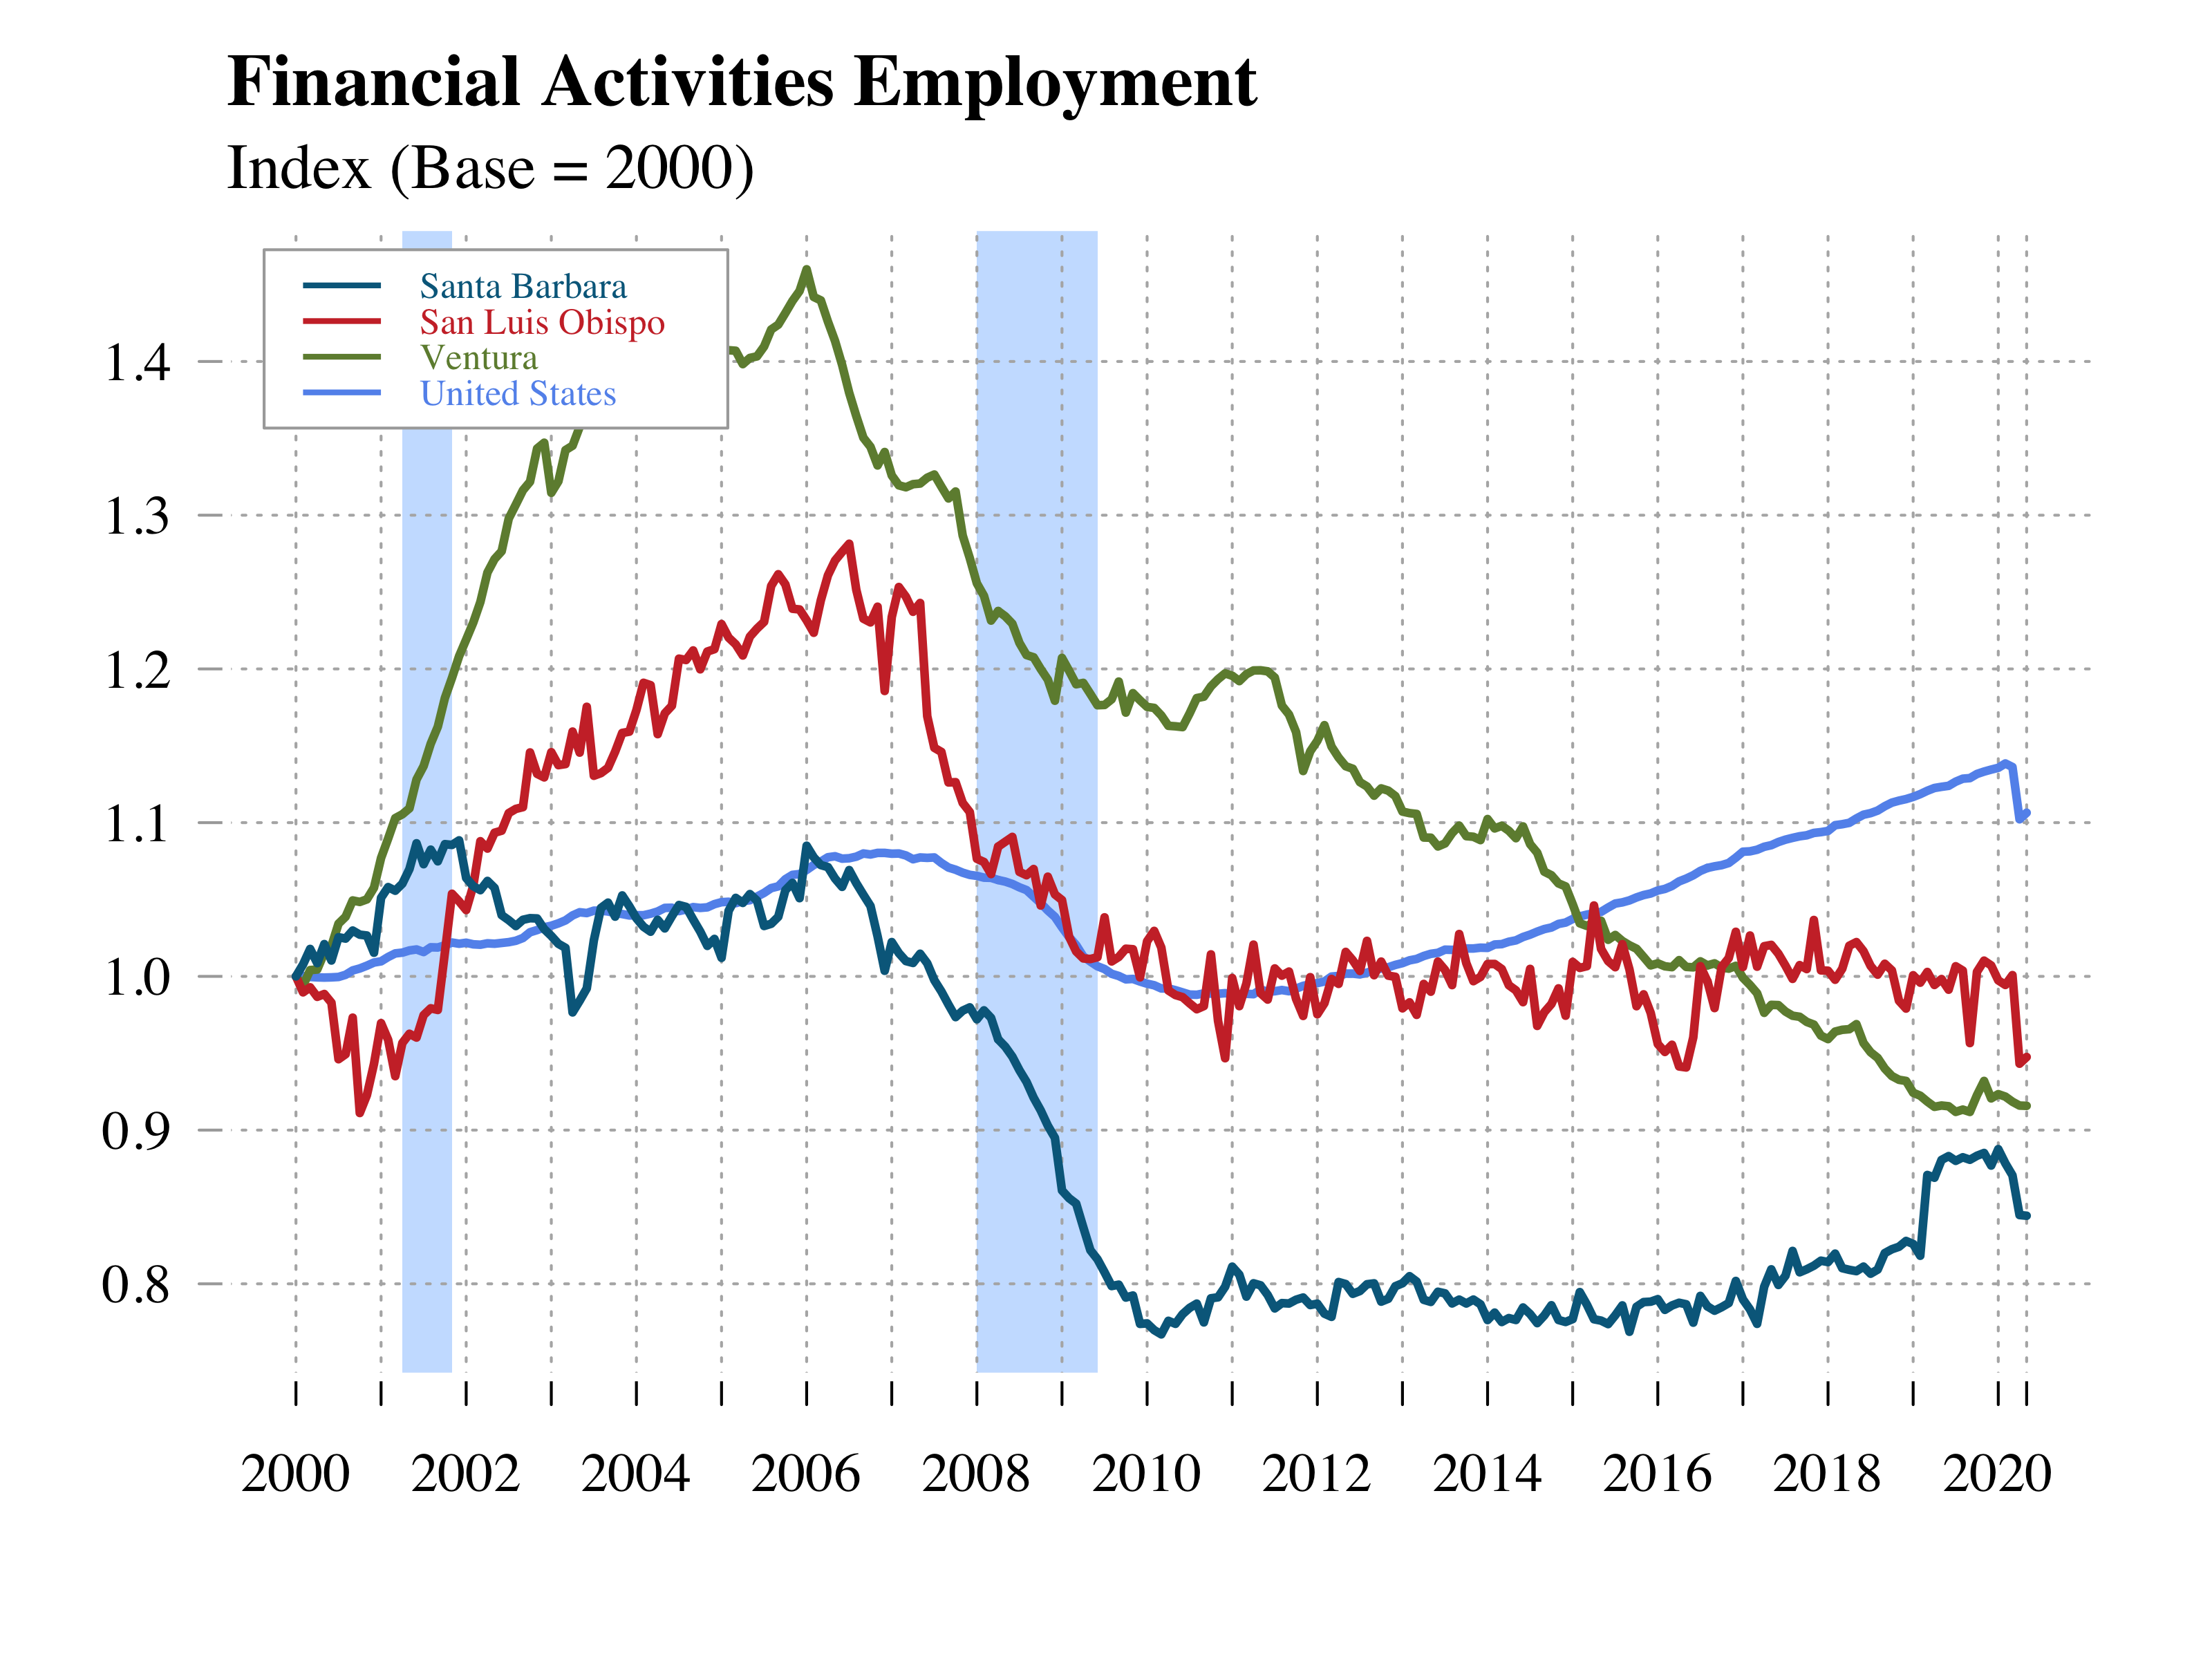 Financial Activities Employment
Index (Base = 2000)
Santa Barbara
San Luis Obispo
Ventura
United States
1.4
1.3
1.2
1.1
1.0
0.9
0.8
2000 2002 2004 2006 2008 2010 2012 2014 2016 2018 2020